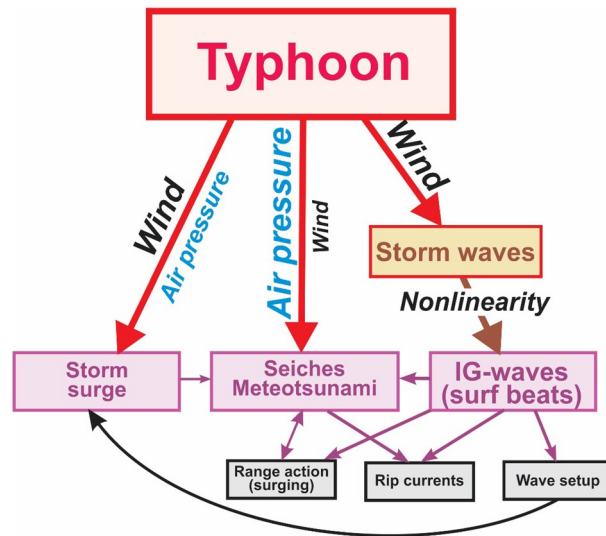 Typhoon
Wind
Air pressure
Air pressure
Wind
Wind
Storm waves
Nonlinearity
Storm
surge
Seiches
Meteotsunami
IG-waves
(surf beats)
Range action
(surging)
Rip currents
Wave setup